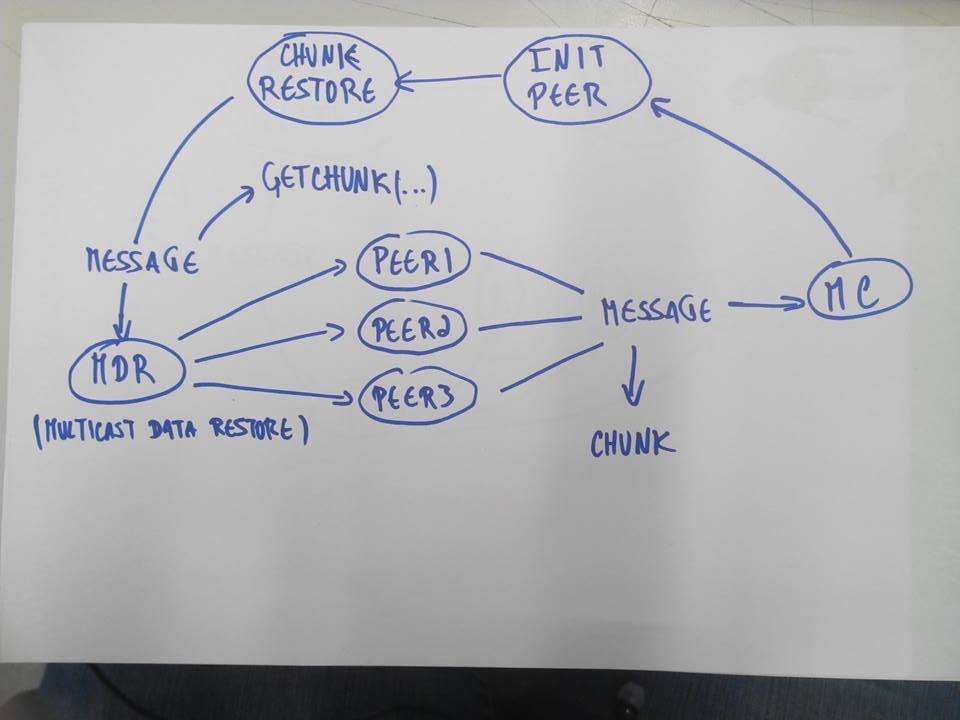 CHUNK
RESTORE
INIT
PEER
GETCHUNK(...)
MESSAGE
PEER1
PEER2
PEER3
MESSAGE
MC
MDR
(MULTICAST DATA RESTORE)
CHUNK